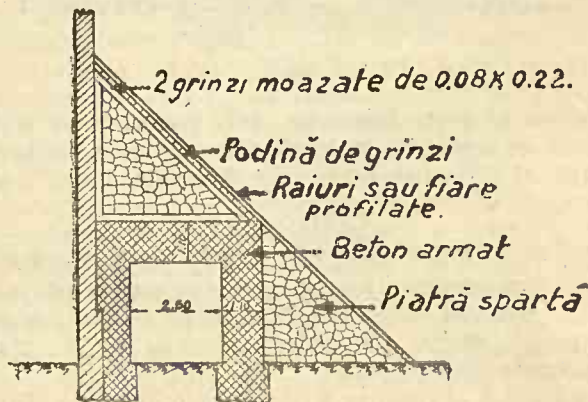 2 grinzi moazate de 0.08 X 0.22.
Podină de grinzi
Raiuri sau fiare
profilate.
Beton armat
Piatră spartă
2.50